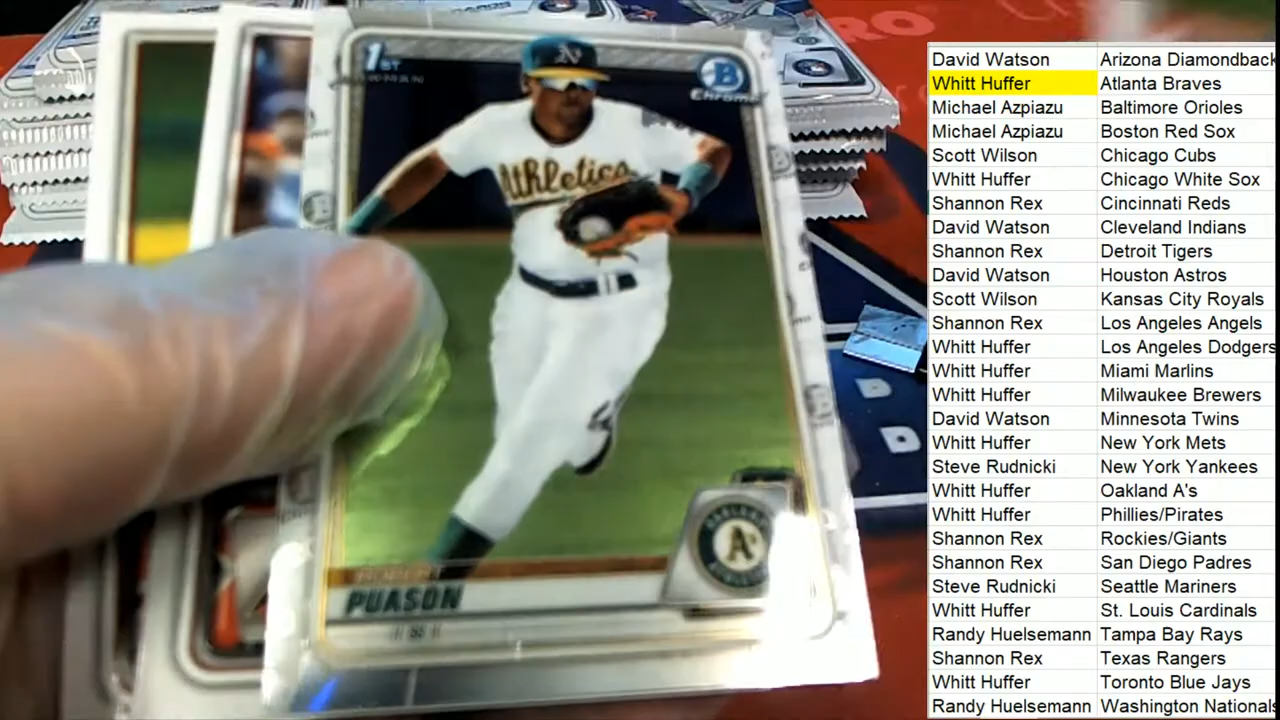 1ST
B
Chrome
A's
Athletics
PUASON
SS
A's
David Watson Arizona Diamondback
Whitt Huffer Atlanta Braves
Michael Azpiazu Baltimore Orioles
Michael Azpiazu Boston Red Sox
Scott Wilson Chicago Cubs
Whitt Huffer Chicago White Sox
Shannon Rex Cincinnati Reds
David Watson Cleveland Indians
Shannon Rex Detroit Tigers
David Watson Houston Astros
Scott Wilson Kansas City Royals
Shannon Rex Los Angeles Angels
Whitt Huffer Los Angeles Dodgers
Whitt Huffer Miami Marlins
Whitt Huffer Milwaukee Brewers
David Watson Minnesota Twins
Whitt Huffer New York Mets
Steve Rudnicki New York Yankees
Whitt Huffer Oakland A's
Whitt Huffer Phillies/Pirates
Shannon Rex Rockies/Giants
Shannon Rex San Diego Padres
Steve Rudnicki Seattle Mariners
Whitt Huffer St. Louis Cardinals
Randy Huelsemann Tampa Bay Rays
Shannon Rex Texas Rangers
Whitt Huffer Toronto Blue Jays
Randy Huelsemann Washington Nationals